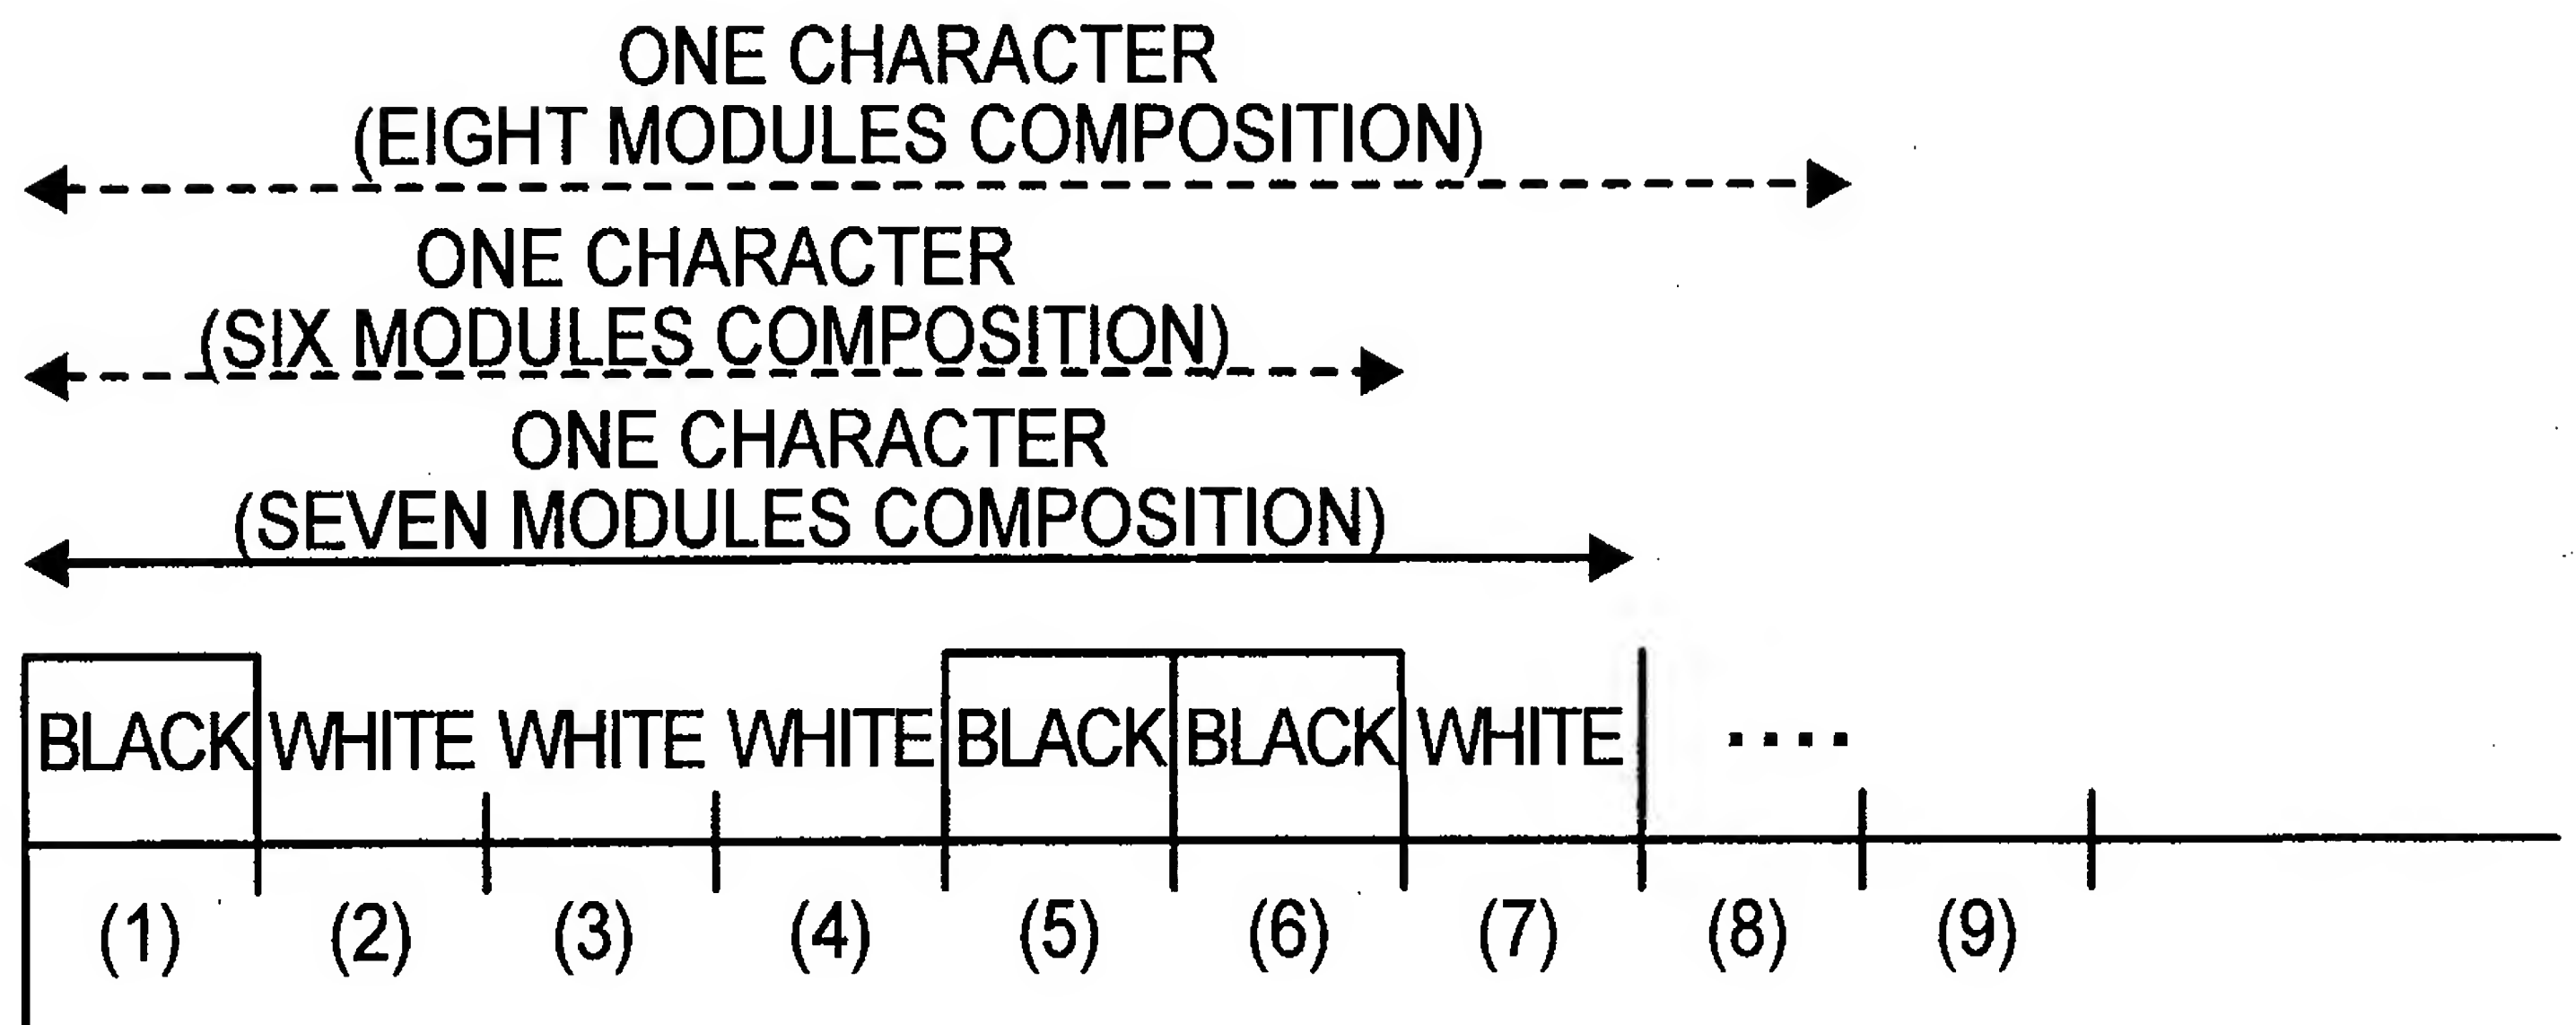 ONE CHARACTER
(EIGHT MODULES COMPOSITION)
ONE CHARACTER
(SIX MODULES COMPOSITION)
ONE CHARACTER
(SEVEN MODULES COMPOSITION)
BLACK WHITE WHITE WHITE BLACK BLACK WHITE ....
(1) (2) (3) (4) (5) (6) (7) (8) (9)